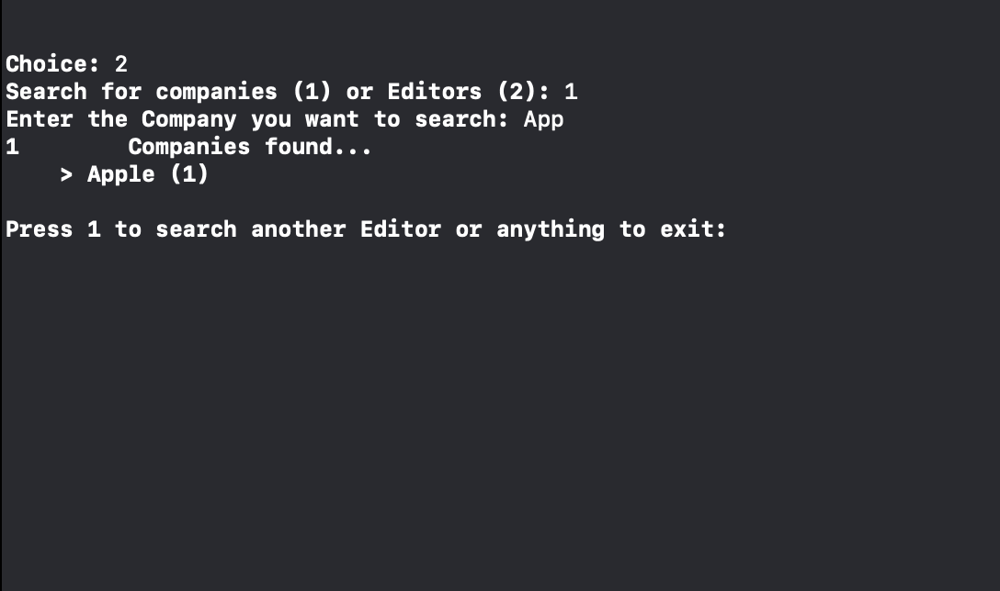 Choice: 2
Search for companies (1) or Editors (2): 1
Enter the Company you want to search: App
1        Companies found...
    > Apple (1)
Press 1 to search another Editor or anything to exit: